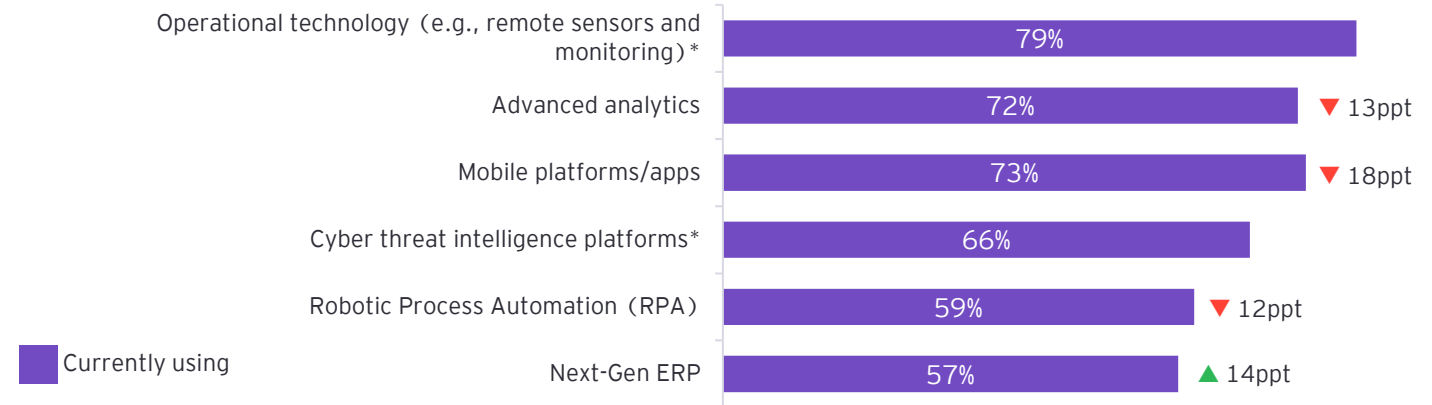 Operational technology (e.g., remote sensors and
monitoring)*
79%
Advanced analytics
72%
▼ 13ppt
Mobile platforms/apps
73%
▼ 18ppt
Cyber threat intelligence platforms*
66%
Robotic Process Automation (RPA)
59%
▼ 12ppt
Currently using
Next-Gen ERP
57%
▲ 14ppt